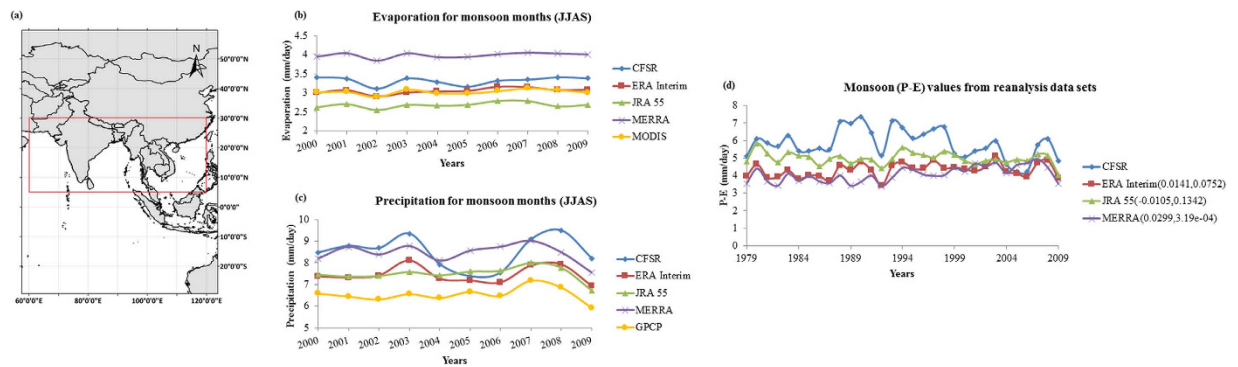 (a)
N
50°0'0"N
40°0'0"N
30°0'0"N
20°0'0"N
10°0'0"N
0°0'0"N
10°0'0"S
20°0'0"S
60°0'0"E 80°0'0"E 100°0'0"E 120°0'0"E
(b)
Evaporation for monsoon months (JJAS)
Evaporation (mm/day)
4.5
4
3.5
3
2.5
2
2000 2001 2002 2003 2004 2005 2006 2007 2008 2009
Years
CFSR
ERA Interim
JRA 55
MERRA
MODIS
(c)
Precipitation for monsoon months (JJAS)
Precipitation (mm/day)
10
9
8
7
6
5
2000 2001 2002 2003 2004 2005 2006 2007 2008 2009
Years
CFSR
ERA Interim
JRA 55
MERRA
GPCP
(d)
Monsoon (P-E) values from reanalysis data sets
P-E (mm/day)
8
7
6
5
4
3
2
1
0
1979 1984 1989 1994 1999 2004 2009
Years
CFSR
ERA Interim(0.0141,0.0752)
JRA 55(-0.0105,0.1342)
MERRA(0.0299,3.19e-04)